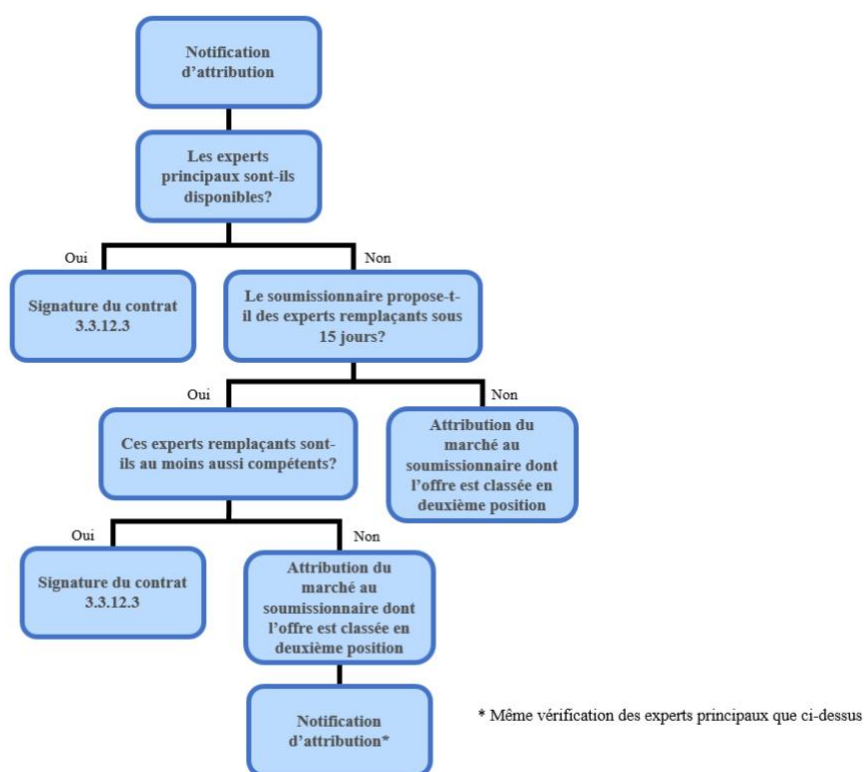 Notification
d’attribution
Les experts
principaux sont-ils
disponibles?
Oui
Non
Signature du contrat
3.3.12.3
Le soumissionnaire propose-t-
il des experts remplaçants sous
15 jours?
Oui
Non
Ces experts remplaçants sont-
ils au moins aussi compétents?
Attribution du
marché au
soumissionnaire dont
l’offre est classée en
deuxième position
Oui
Non
Signature du contrat
3.3.12.3
Attribution du
marché au
soumissionnaire dont
l’offre est classée en
deuxième position
Notification
d’attribution*
* Même vérification des experts principaux que ci-dessus